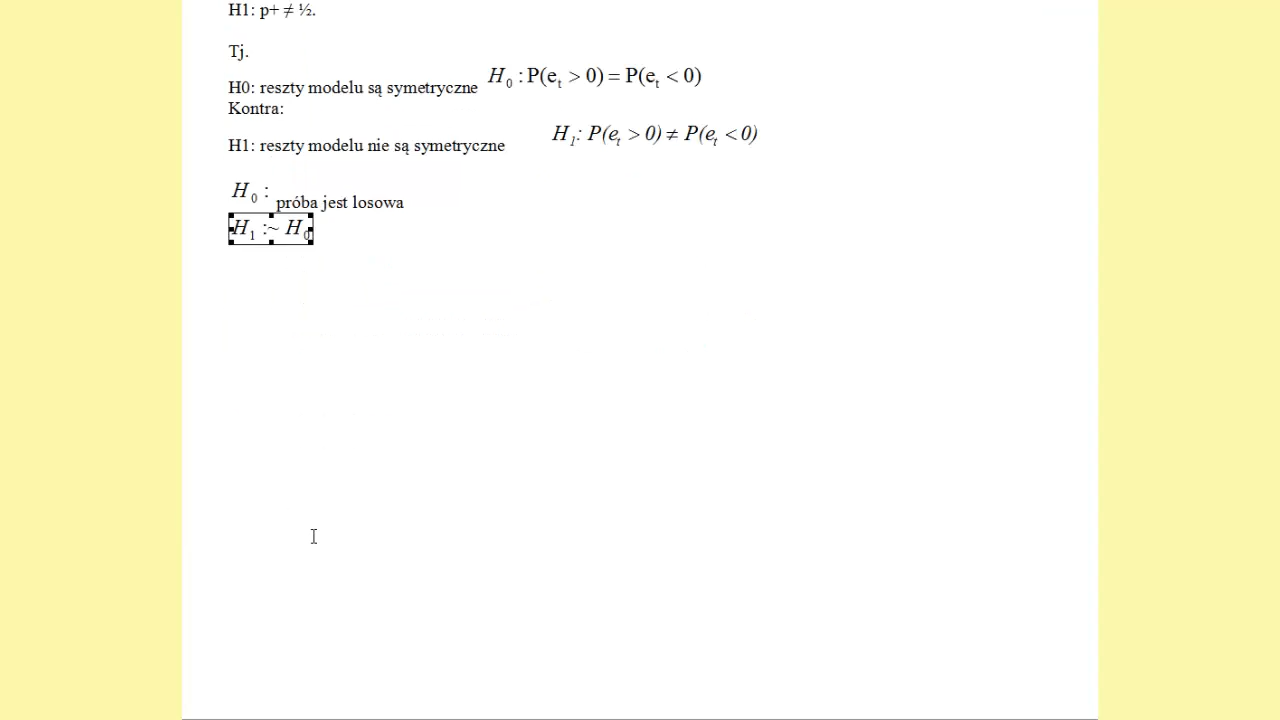 H1: p+ ≠ ½.
Tj.
H0: reszty modelu są symetryczne H₀ : P(eₜ > 0) = P(eₜ < 0)
Kontra:
H1: reszty modelu nie są symetryczne H₁: P(eₜ > 0) ≠ P(eₜ < 0)
H₀ : próba jest losowa
H₁ :~ H₀